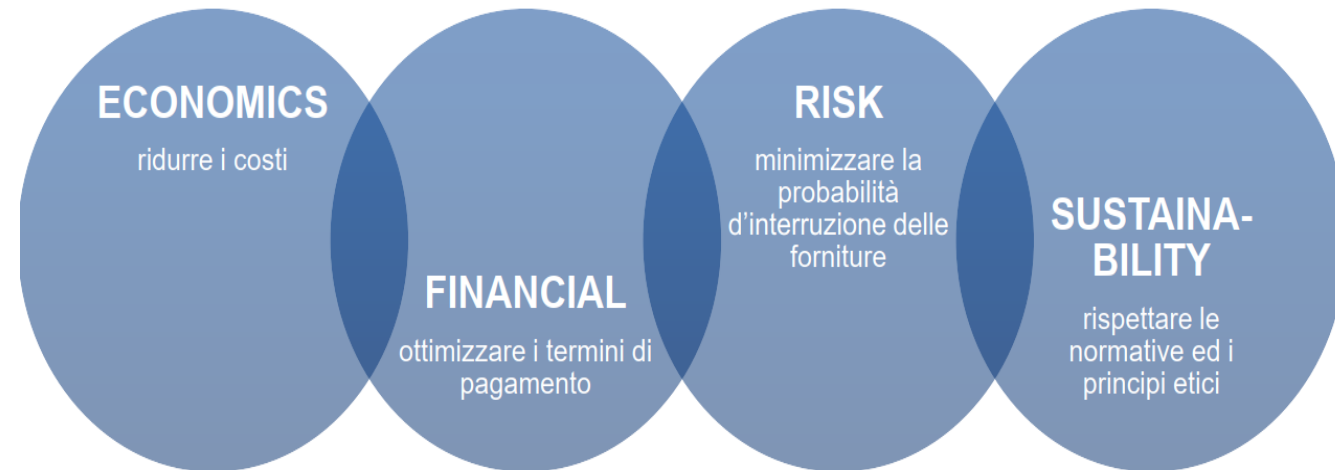 ECONOMICS
ridurre i costi
FINANCIAL
ottimizzare i termini di
pagamento
RISK
minimizzare la
probabilità
d'interruzione delle
forniture
SUSTAINA-
BILITY
rispettare le
normative ed i
principi etici